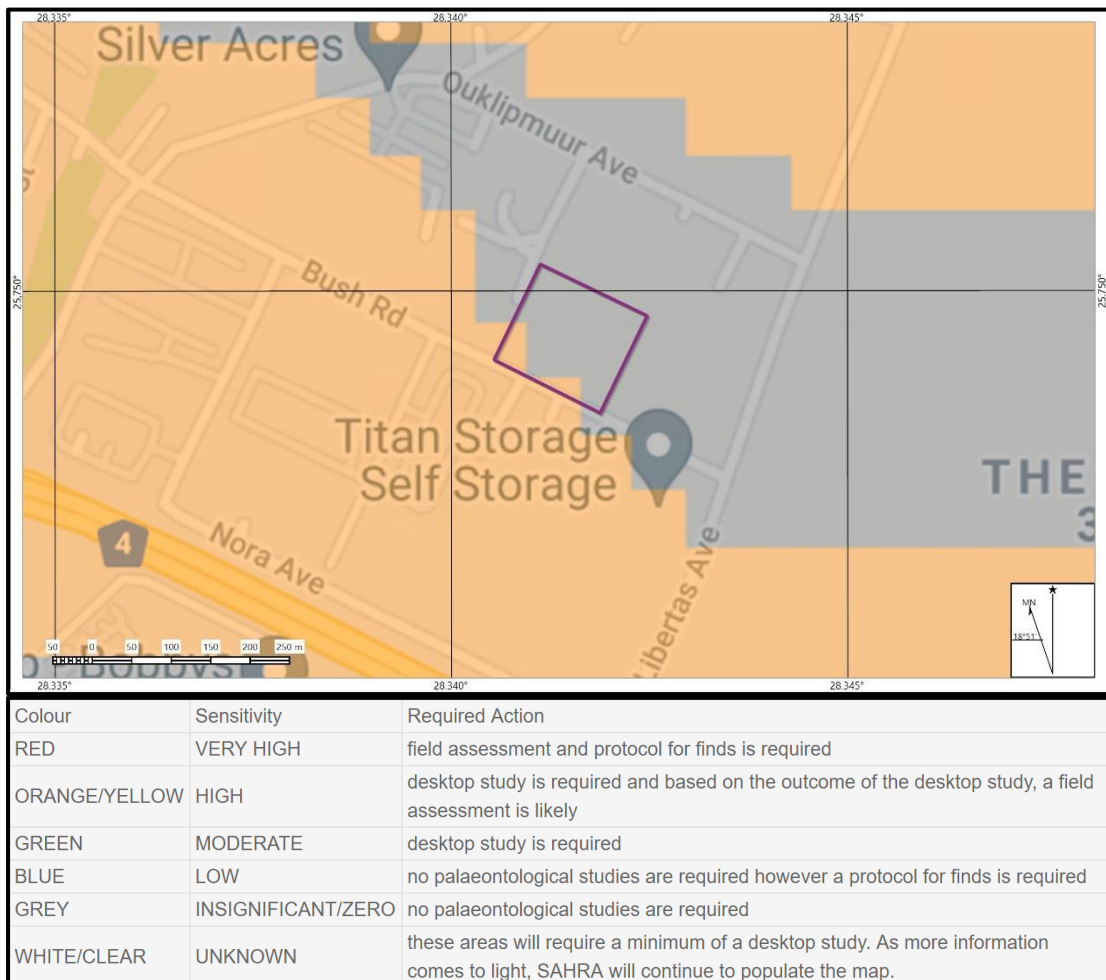 28.335°
28.340°
28.345°
Silver Acres
Ouklipmuur Ave
25.750°
25.750°
Bush Rd
Titan Storage
Self Storage
THE
3
4
Nora Ave
Libertas Ave
MN
18°51'
50 0 50 100 150 200 250 m
28.335°
28.340°
28.345°
Colour Sensitivity Required Action
RED VERY HIGH field assessment and protocol for finds is required
ORANGE/YELLOW HIGH desktop study is required and based on the outcome of the desktop study, a field
assessment is likely
GREEN MODERATE desktop study is required
BLUE LOW no palaeontological studies are required however a protocol for finds is required
GREY INSIGNIFICANT/ZERO no palaeontological studies are required
WHITE/CLEAR UNKNOWN these areas will require a minimum of a desktop study. As more information
comes to light, SAHRA will continue to populate the map.